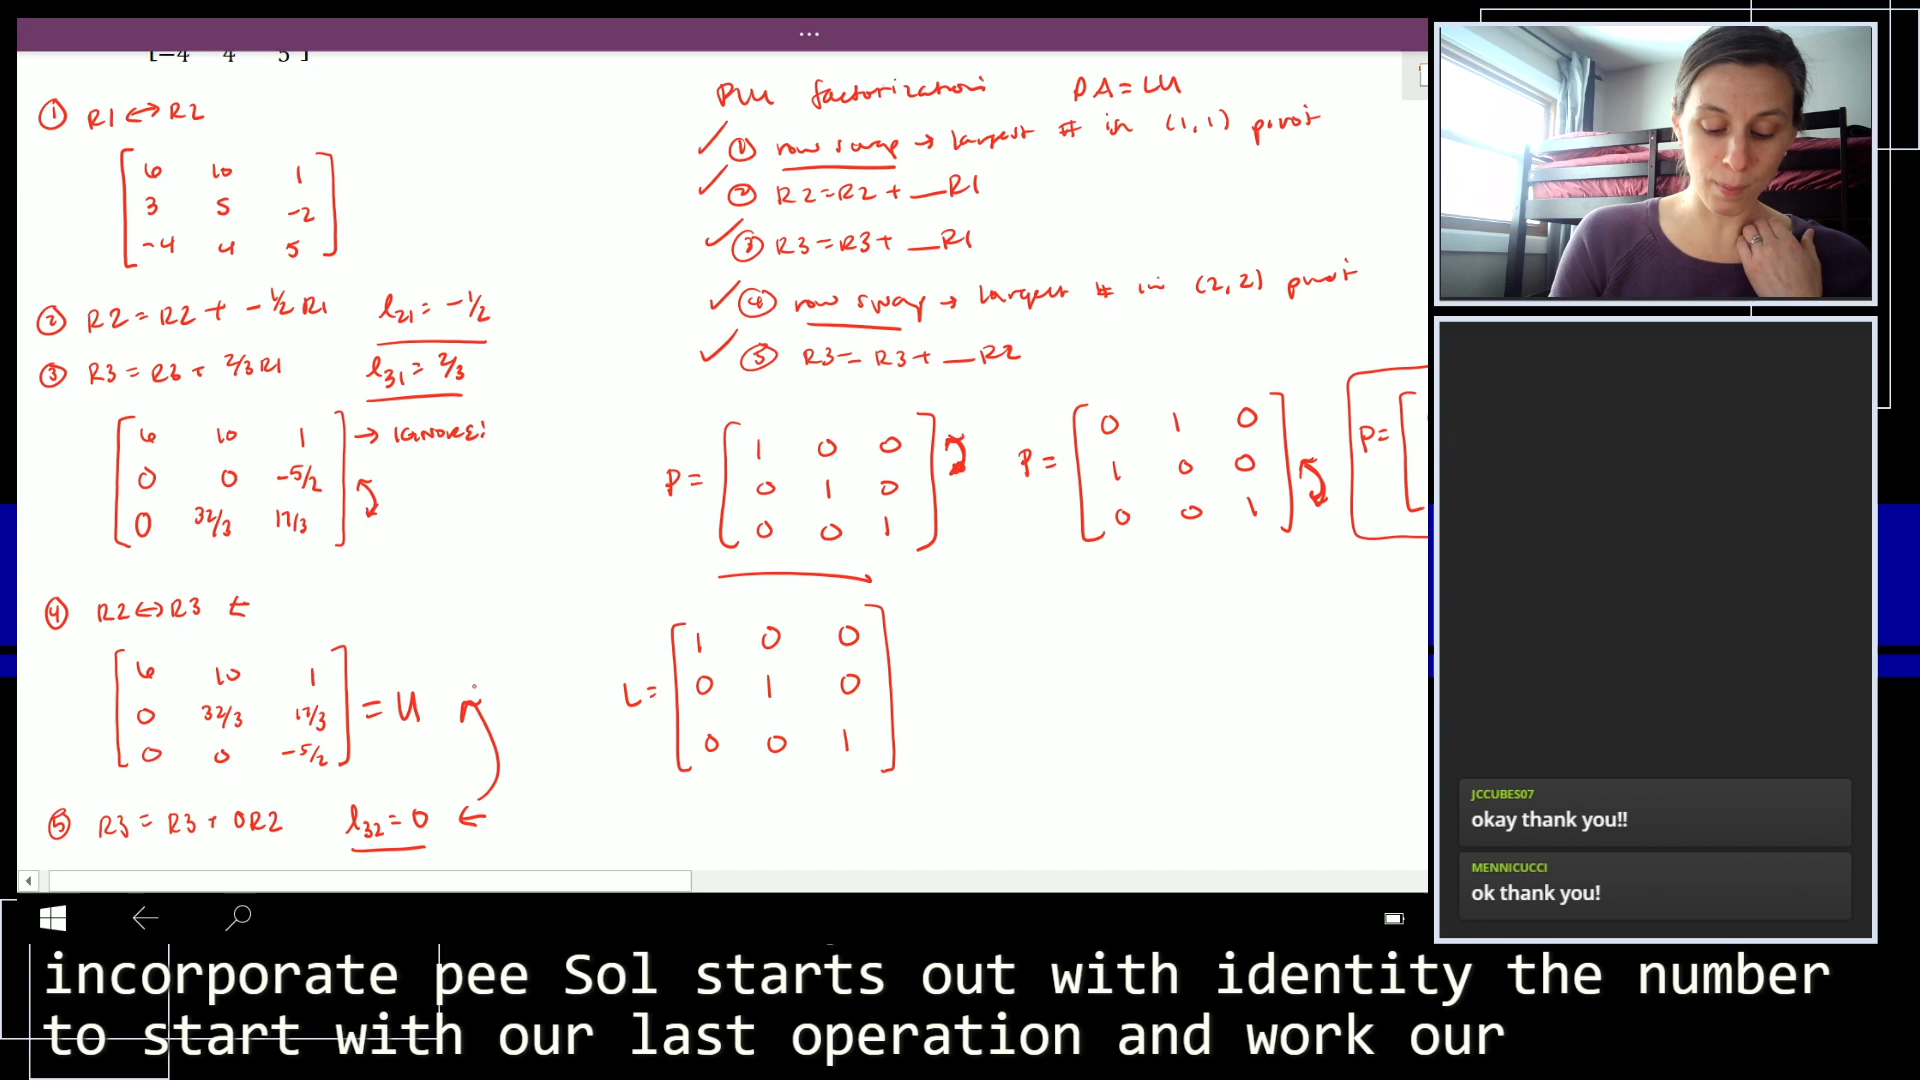 ...
[-4 4 5]
① R1 ↔ R2
[6 10 1
3 5 -2
-4 4 5]
② R2 = R2 + -1/2 R1 l21 = -1/2
③ R3 = R3 + 2/3 R1 l31 = 2/3
[6 10 1] → IGNORE!
0 0 -5/2
0 32/3 17/3]
④ R2 ↔ R3 ←
[6 10 1
0 32/3 17/3] = U
0 0 -5/2]
⑤ R3 = R3 + 0R2 l32 = 0 ←
PLU factorization: PA = LU
✓ ① row swap → largest # in (1,1) pivot
✓ ② R2 = R2 + __R1
✓ ③ R3 = R3 + __R1
✓ ④ row swap → largest # in (2,2) pivot
✓ ⑤ R3 = R3 + __R2
P = [1 0 0
0 1 0
0 0 1]
P = [0 1 0
1 0 0
0 0 1]
P = [
L = [1 0 0
0 1 0
0 0 1]
JCCUBES07
okay thank you!!
MENNICUCCI
ok thank you!
incorporate pee Sol starts out with identity the number
to start with our last operation and work our